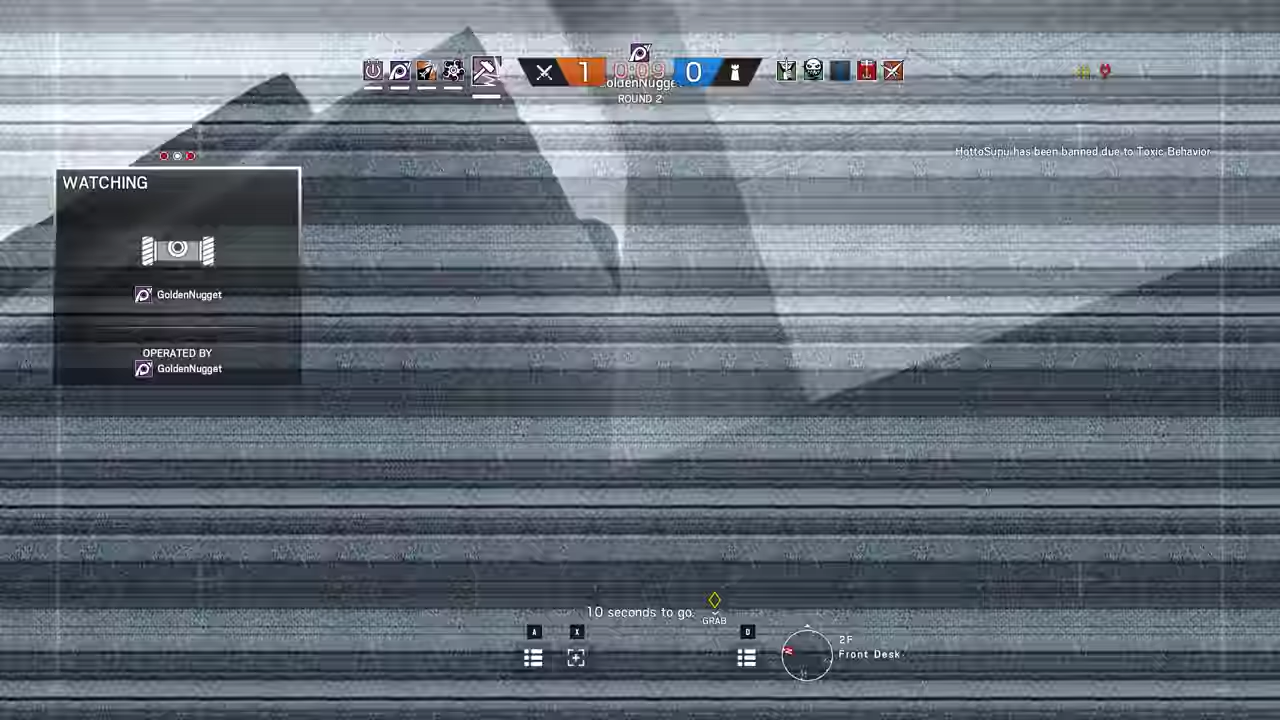 1
0:09
0
GoldenNugget
ROUND 2
HottoSupu has been banned due to Toxic Behavior
WATCHING
GoldenNugget
OPERATED BY
GoldenNugget
10 seconds to go.
GRAB
A
X
D
2F
Front Desk